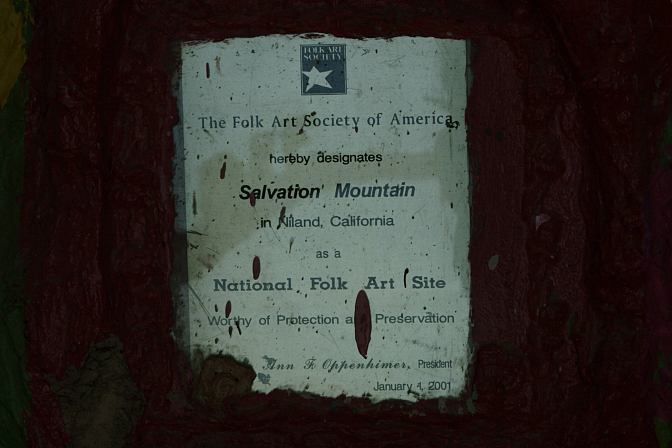 FOLK ART
SOCIETY
The Folk Art Society of America
hereby designates
Salvation Mountain
in Niland, California
as a
National Folk Art Site
Worthy of Protection and Preservation
Ann F. Oppenhimer, President
January 4, 2001